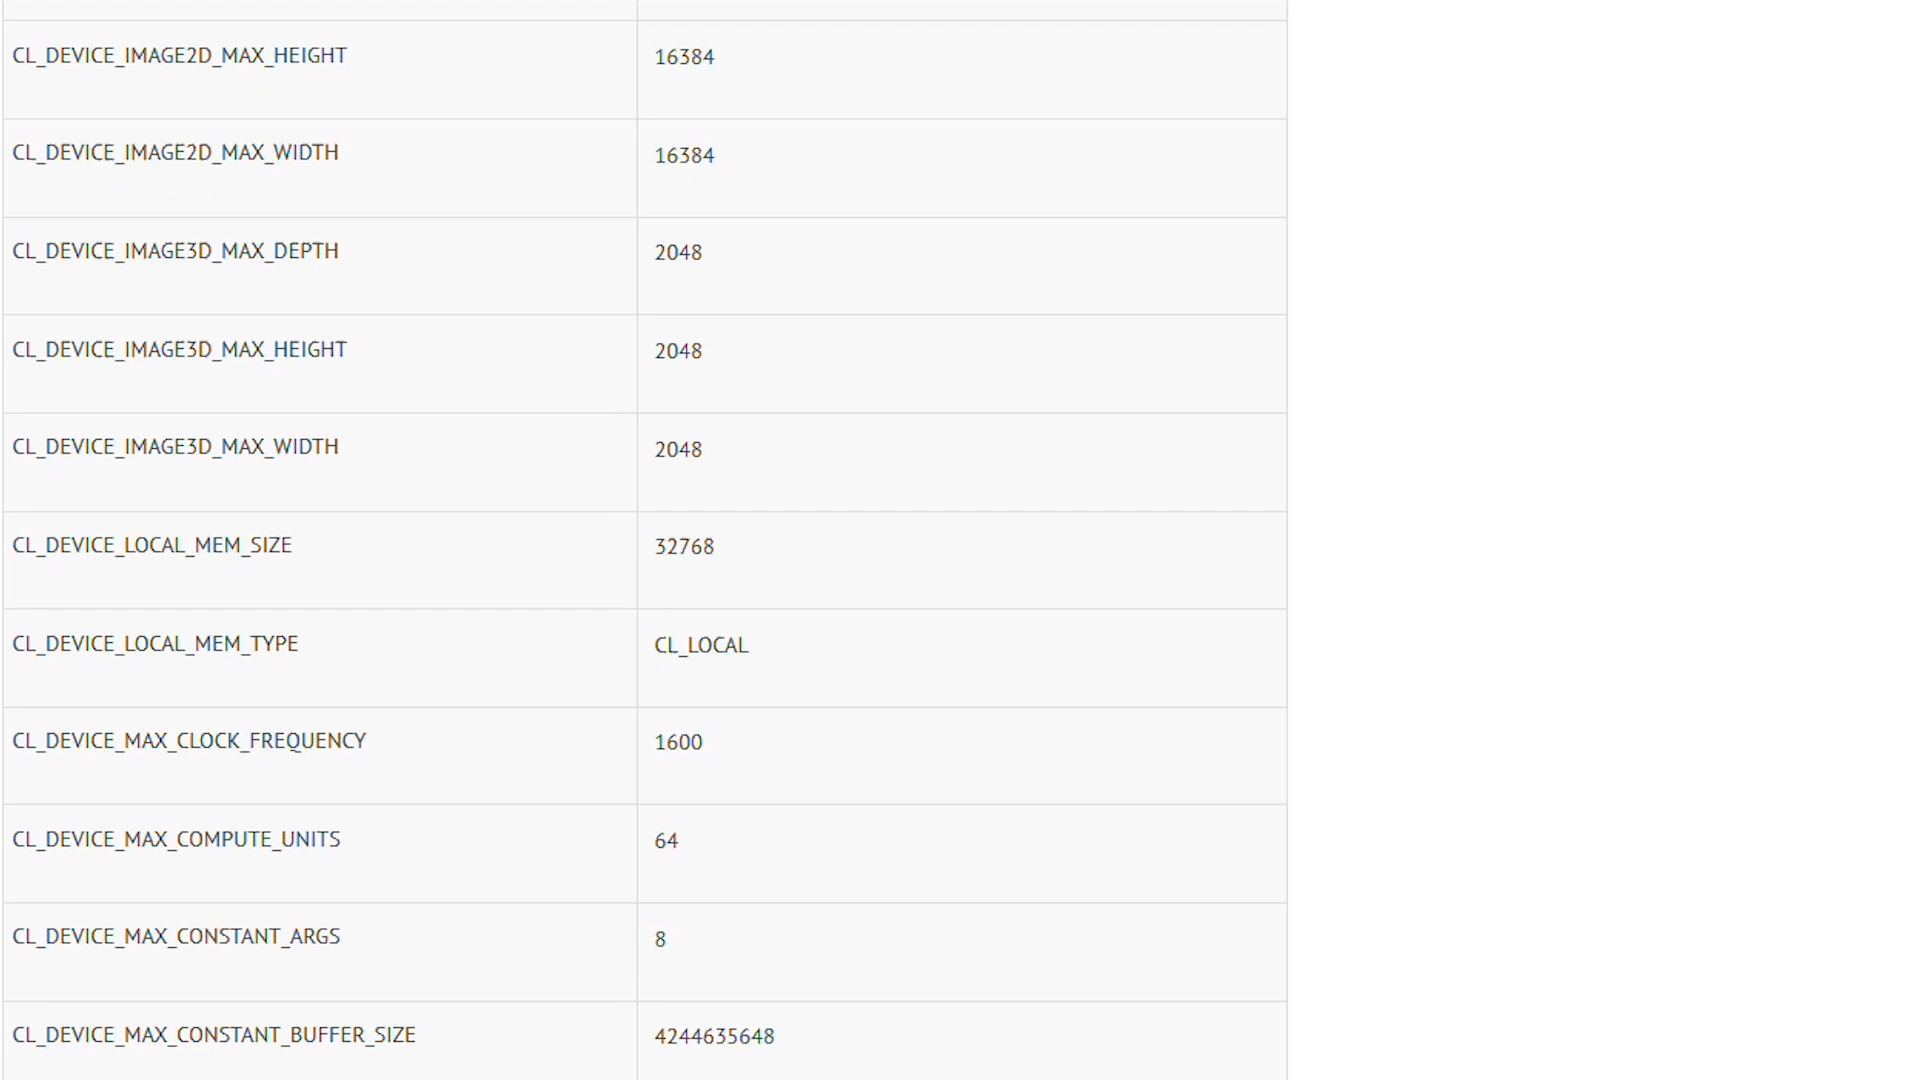 CL_DEVICE_IMAGE2D_MAX_HEIGHT 16384
CL_DEVICE_IMAGE2D_MAX_WIDTH 16384
CL_DEVICE_IMAGE3D_MAX_DEPTH 2048
CL_DEVICE_IMAGE3D_MAX_HEIGHT 2048
CL_DEVICE_IMAGE3D_MAX_WIDTH 2048
CL_DEVICE_LOCAL_MEM_SIZE 32768
CL_DEVICE_LOCAL_MEM_TYPE CL_LOCAL
CL_DEVICE_MAX_CLOCK_FREQUENCY 1600
CL_DEVICE_MAX_COMPUTE_UNITS 64
CL_DEVICE_MAX_CONSTANT_ARGS 8
CL_DEVICE_MAX_CONSTANT_BUFFER_SIZE 4244635648